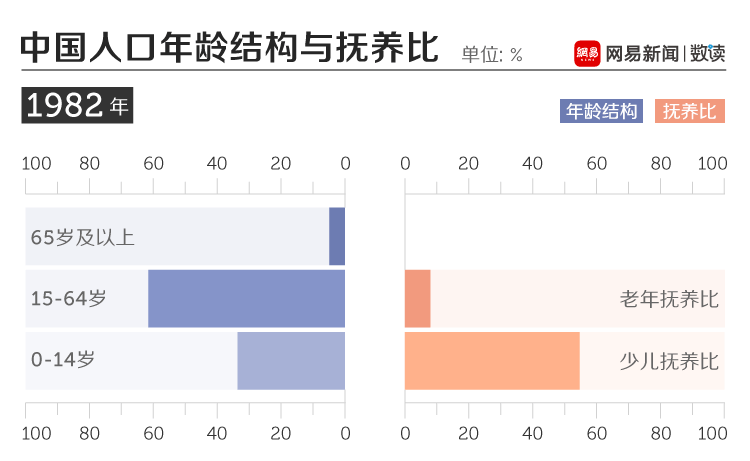 中国人口年龄结构与抚养比 单位: % 網易 NEWS 网易新闻 | 数读
1982 年
年龄结构 抚养比
100 80 60 40 20 0 0 20 40 60 80 100
65岁及以上
15-64岁 老年抚养比
0-14岁 少儿抚养比
100 80 60 40 20 0 0 20 40 60 80 100